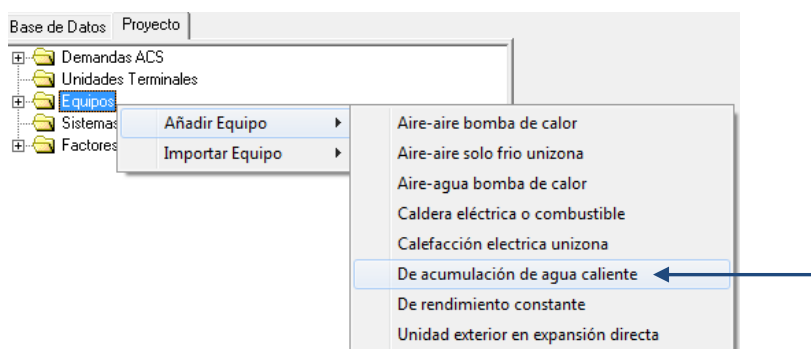 Base de Datos Proyecto
Demandas ACS
Unidades Terminales
Equipos
Sistemas
Factores
Añadir Equipo
Importar Equipo
Aire-aire bomba de calor
Aire-aire solo frio unizona
Aire-agua bomba de calor
Caldera eléctrica o combustible
Calefacción electrica unizona
De acumulación de agua caliente
De rendimiento constante
Unidad exterior en expansión directa